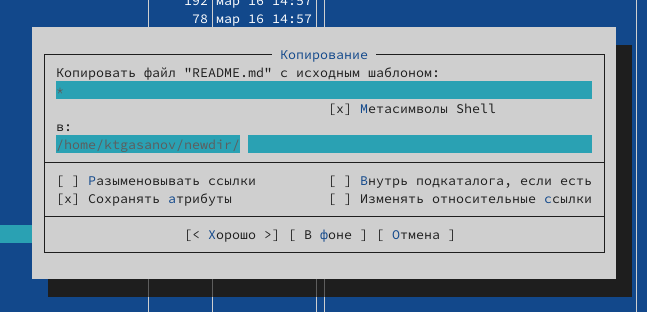 192 мар 16 14:57
78 мар 16 14:57
Копирование
Копировать файл "README.md" с исходным шаблоном:
*
[x] Метасимволы Shell
в:
/home/ktgasanov/newdir/
[ ] Разыменовывать ссылки [ ] Внутрь подкаталога, если есть
[x] Сохранять атрибуты [ ] Изменять относительные ссылки
[< Хорошо >] [ В фоне ] [ Отмена ]